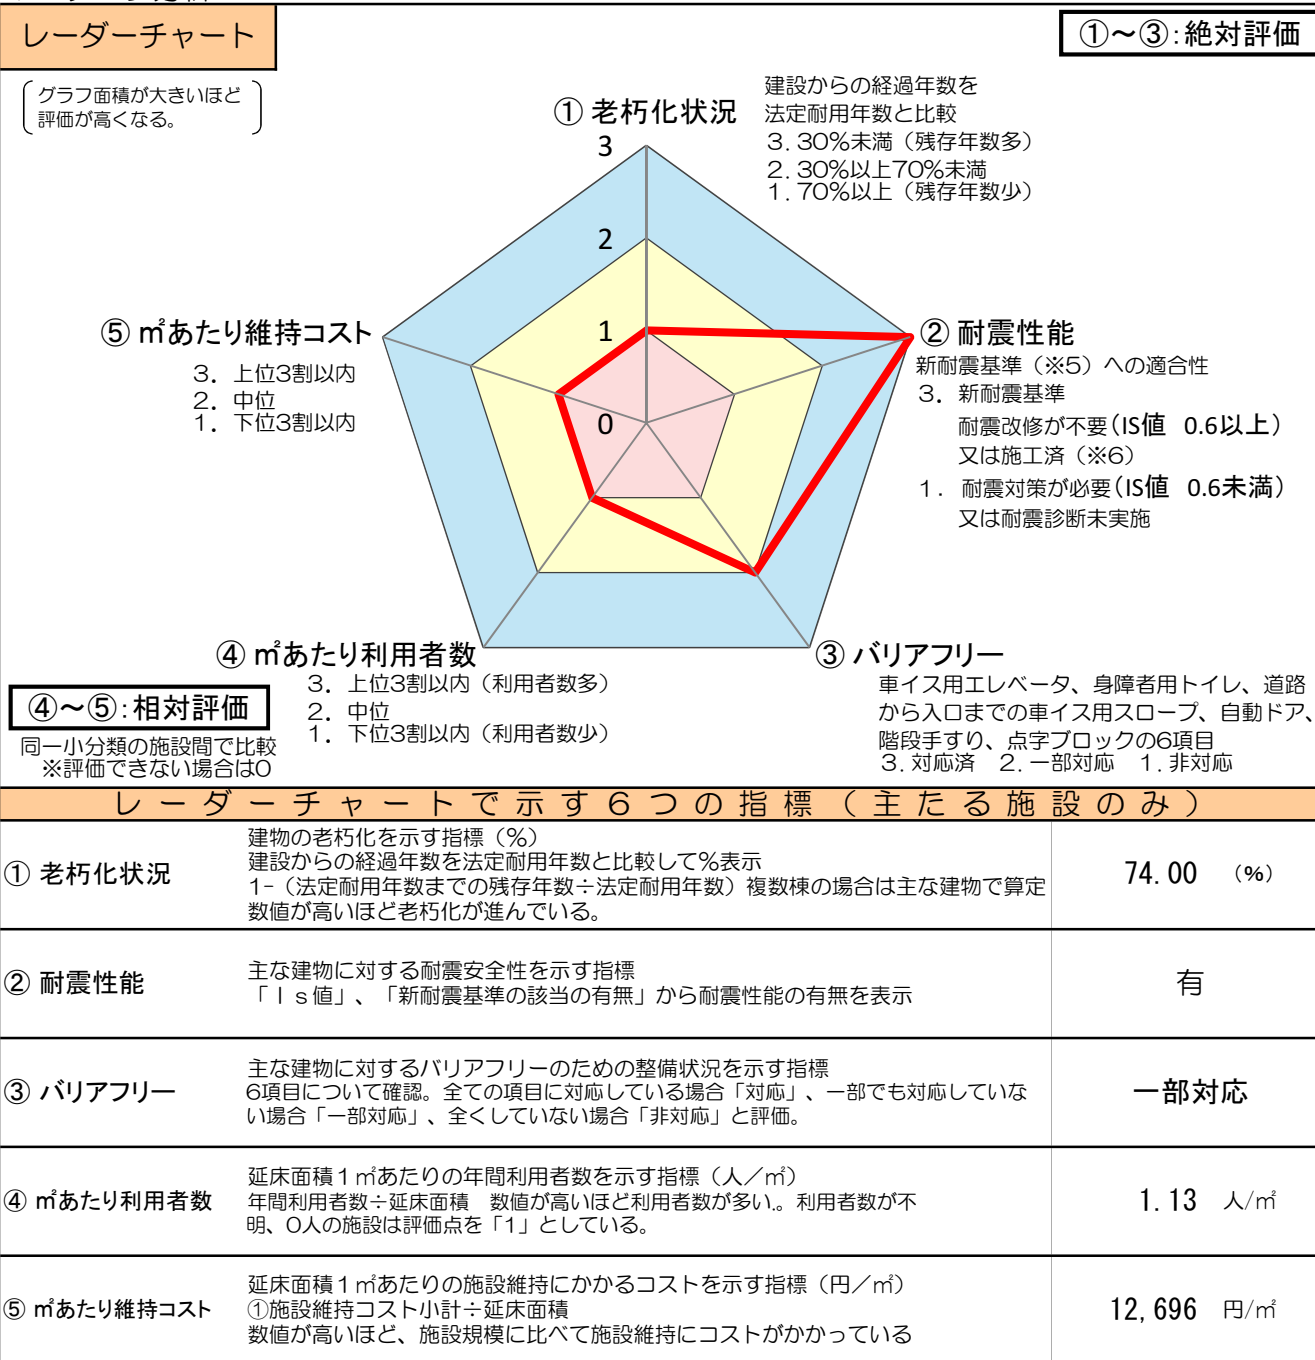 レーダーチャート
①～③：絶対評価
グラフ面積が大きいほど
評価が高くなる。
① 老朽化状況
建設からの経過年数を
法定耐用年数と比較
３．30％未満（残存年数多）
２．30％以上70％未満
１．70％以上（残存年数少）
3
2
1
0
② 耐震性能
新耐震基準（※5）への適合性
３． 新耐震基準
耐震改修が不要（IS値 0.6以上）
又は施工済（※6）
１． 耐震対策が必要（IS値 0.6未満）
又は耐震診断未実施
⑤ ㎡あたり維持コスト
３．上位3割以内
２．中位
１．下位3割以内
③ バリアフリー
車イス用エレベータ、身障者用トイレ、道路
から入口までの車イス用スロープ、自動ドア、
階段手すり、点字ブロックの6項目
３．対応済 ２．一部対応 １．非対応
④ ㎡あたり利用者数
３．上位3割以内（利用者数多）
２．中位
１．下位3割以内（利用者数少）
④～⑤：相対評価
同一小分類の施設間で比較
※評価できない場合は0
レーダーチャートで示す６つの指標（主たる施設のみ）
① 老朽化状況
建物の老朽化を示す指標（％）
建設からの経過年数を法定耐用年数と比較して％表示
1-（法定耐用年数までの残存年数÷法定耐用年数）複数棟の場合は主な建物で算定
数値が高いほど老朽化が進んでいる。
74.00 （%）
② 耐震性能
主な建物に対する耐震安全性を示す指標
「Ｉｓ値」、「新耐震基準の該当の有無」から耐震性能の有無を表示
有
③ バリアフリー
主な建物に対するバリアフリーのための整備状況を示す指標
6項目について確認。全ての項目に対応している場合「対応」、一部でも対応していな
い場合「一部対応」、全くしていない場合「非対応」と評価。
一部対応
④ ㎡あたり利用者数
延床面積１㎡あたりの年間利用者数を示す指標（人／㎡）
年間利用者数÷延床面積 数値が高いほど利用者数が多い。利用者数が不
明、0人の施設は評価点を「1」としている。
1.13 人/㎡
⑤ ㎡あたり維持コスト
延床面積１㎡あたりの施設維持にかかるコストを示す指標（円／㎡）
①施設維持コスト小計÷延床面積
数値が高いほど、施設規模に比べて施設維持にコストがかかっている
12,696 円/㎡